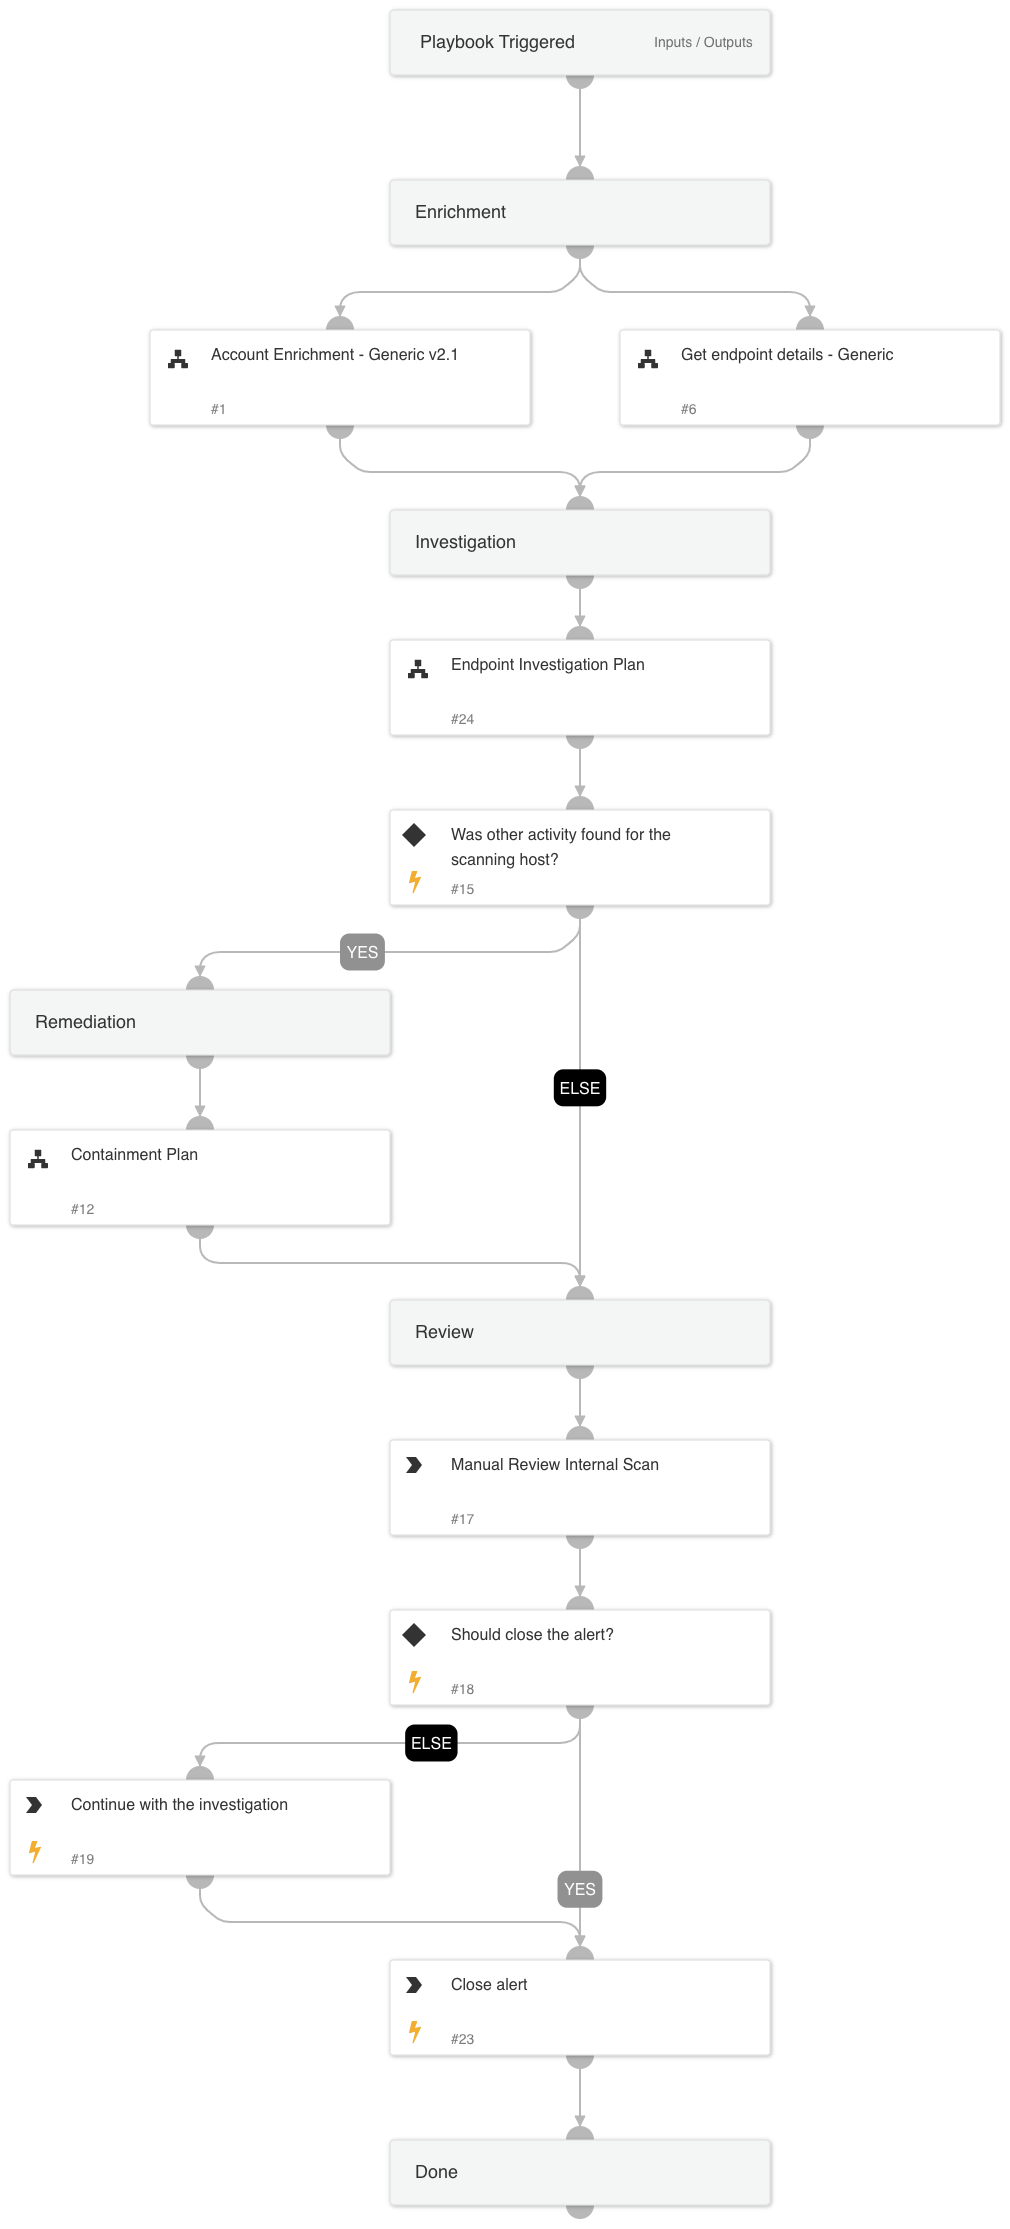 Playbook Triggered
Inputs / Outputs
Enrichment
Account Enrichment - Generic v2.1
#1
Get endpoint details - Generic
#6
Investigation
Endpoint Investigation Plan
#24
Was other activity found for the
scanning host?
#15
YES
Remediation
ELSE
Containment Plan
#12
Review
Manual Review Internal Scan
#17
Should close the alert?
#18
ELSE
Continue with the investigation
#19
YES
Close alert
#23
Done